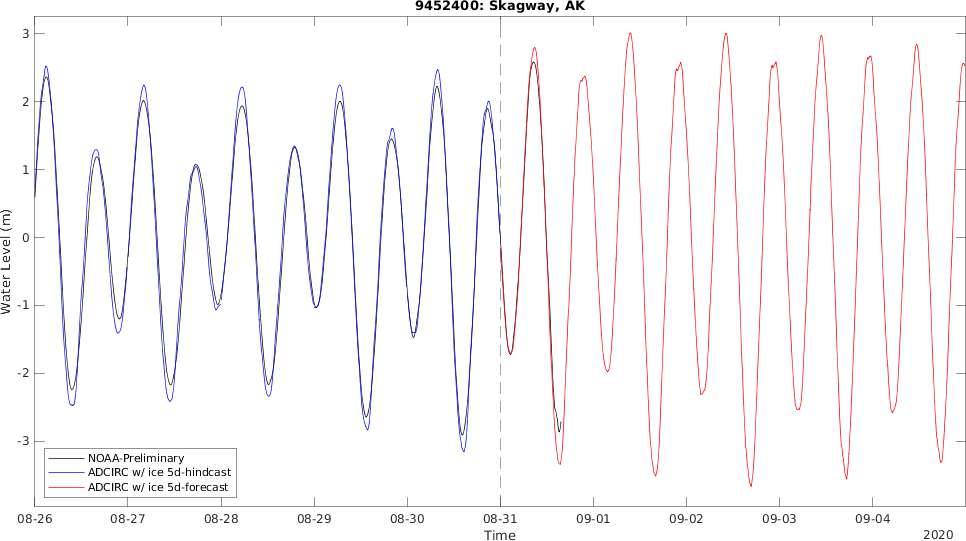 9452400: Skagway, AK
Water Level (m)
3
2
1
0
-1
-2
-3
NOAA-Preliminary
ADCIRC w/ ice 5d-hindcast
ADCIRC w/ ice 5d-forecast
08-26 08-27 08-28 08-29 08-30 08-31 09-01 09-02 09-03 09-04
Time
2020